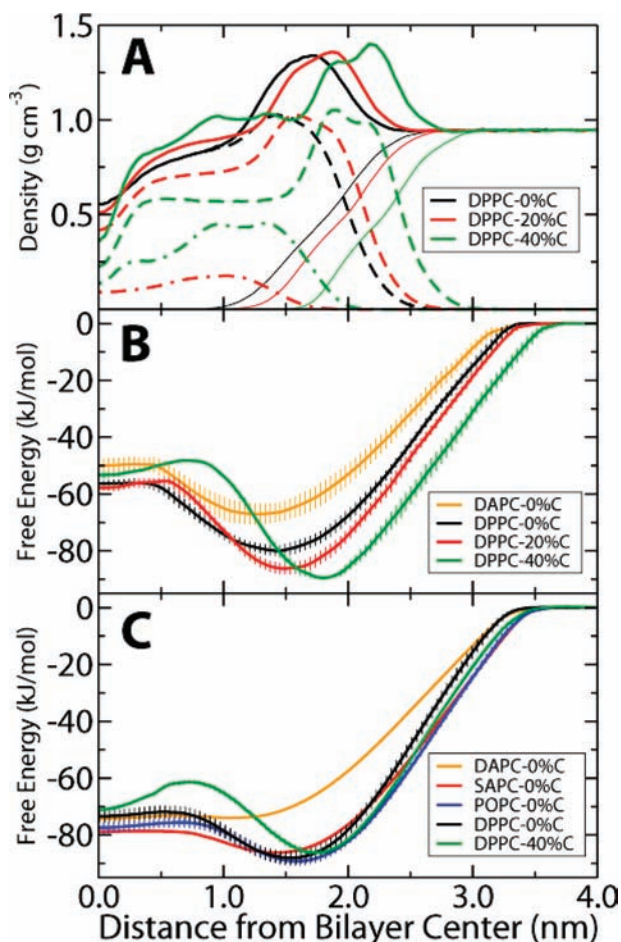 A
1.5
1.0
0.5
Density (g cm⁻³)
DPPC-0%C
DPPC-20%C
DPPC-40%C
B
0
-20
-40
-60
-80
Free Energy (kJ/mol)
DAPC-0%C
DPPC-0%C
DPPC-20%C
DPPC-40%C
C
0
-20
-40
-60
-80
Free Energy (kJ/mol)
DAPC-0%C
SAPC-0%C
POPC-0%C
DPPC-0%C
DPPC-40%C
0.0 1.0 2.0 3.0 4.0
Distance from Bilayer Center (nm)